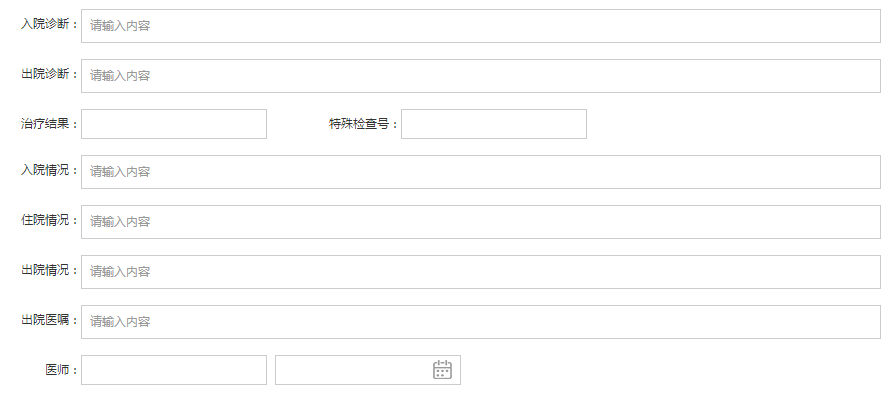 入院诊断： 请输入内容
出院诊断： 请输入内容
治疗结果： 特殊检查号：
入院情况： 请输入内容
住院情况： 请输入内容
出院情况： 请输入内容
出院医嘱： 请输入内容
医师：